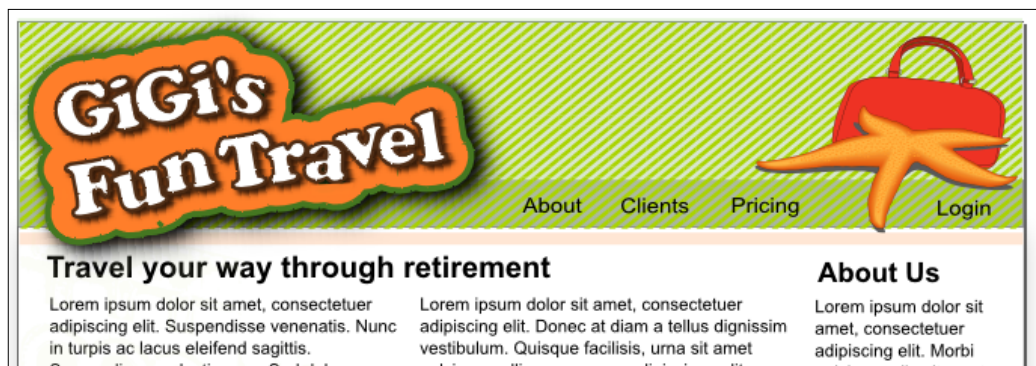 GiGi's
Fun Travel
About Clients Pricing Login
Travel your way through retirement
Lorem ipsum dolor sit amet, consectetuer
adipiscing elit. Suspendisse venenatis. Nunc
in turpis ac lacus eleifend sagittis.
Lorem ipsum dolor sit amet, consectetuer
adipiscing elit. Donec at diam a tellus dignissim
vestibulum. Quisque facilisis, urna sit amet
About Us
Lorem ipsum dolor sit
amet, consectetuer
adipiscing elit. Morbi